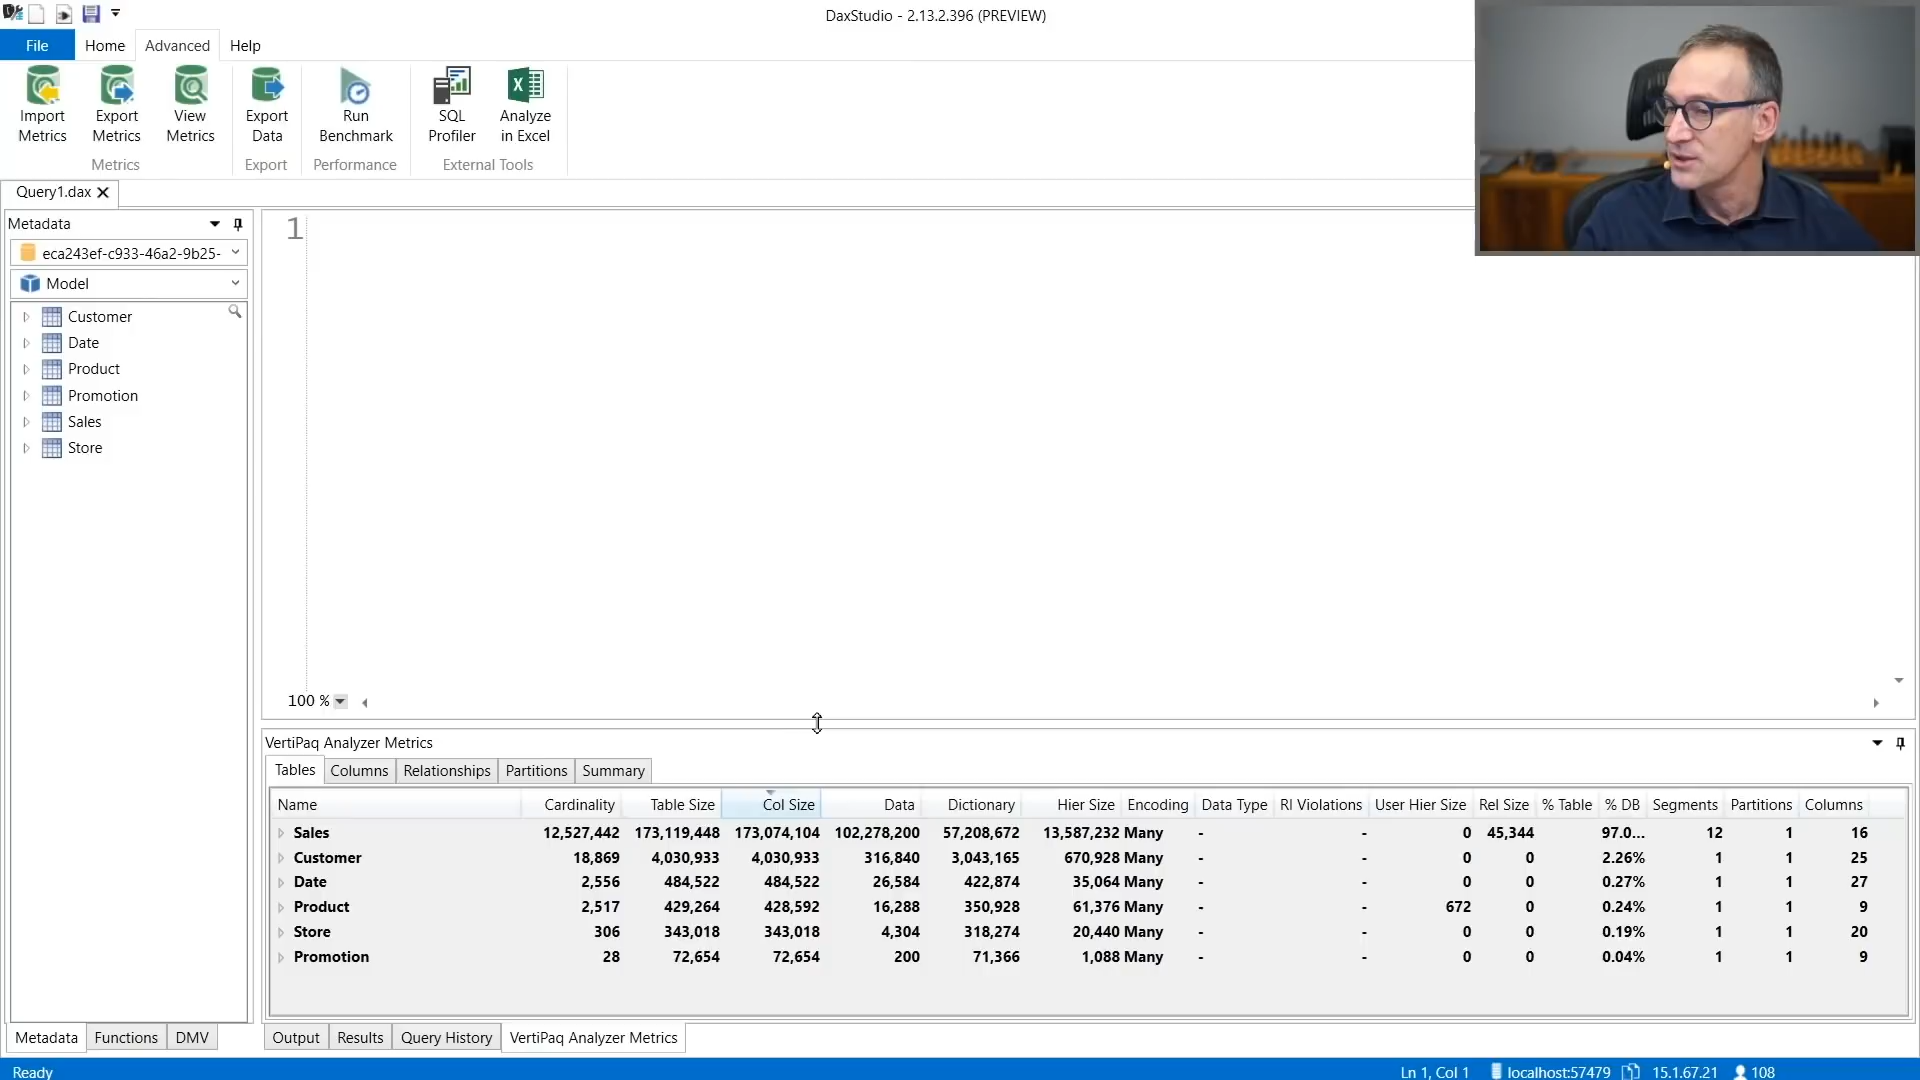 DaxStudio - 2.13.2.396 (PREVIEW)
File Home Advanced Help
Import Metrics
Export Metrics
View Metrics
Export Data
Run Benchmark
SQL Profiler
Analyze in Excel
Metrics Export Performance External Tools
Query1.dax
Metadata
eca243ef-c933-46a2-9b25-
Model
Customer
Date
Product
Promotion
Sales
Store
1
100 %
VertiPaq Analyzer Metrics
Tables Columns Relationships Partitions Summary
Name Cardinality Table Size Col Size Data Dictionary Hier Size Encoding Data Type RI Violations User Hier Size Rel Size % Table % DB Segments Partitions Columns
Sales 12,527,442 173,119,448 173,074,104 102,278,200 57,208,672 13,587,232 Many - - 0 45,344 97.0... 12 1 16
Customer 18,869 4,030,933 4,030,933 316,840 3,043,165 670,928 Many - - 0 0 2.26% 1 1 25
Date 2,556 484,522 484,522 26,584 422,874 35,064 Many - - 0 0 0.27% 1 1 27
Product 2,517 429,264 428,592 16,288 350,928 61,376 Many - - 672 0 0.24% 1 1 9
Store 306 343,018 343,018 4,304 318,274 20,440 Many - - 0 0 0.19% 1 1 20
Promotion 28 72,654 72,654 200 71,366 1,088 Many - - 0 0 0.04% 1 1 9
Metadata Functions DMV
Output Results Query History VertiPaq Analyzer Metrics
Ready Ln 1, Col 1 localhost:57479 15.1.67.21 108